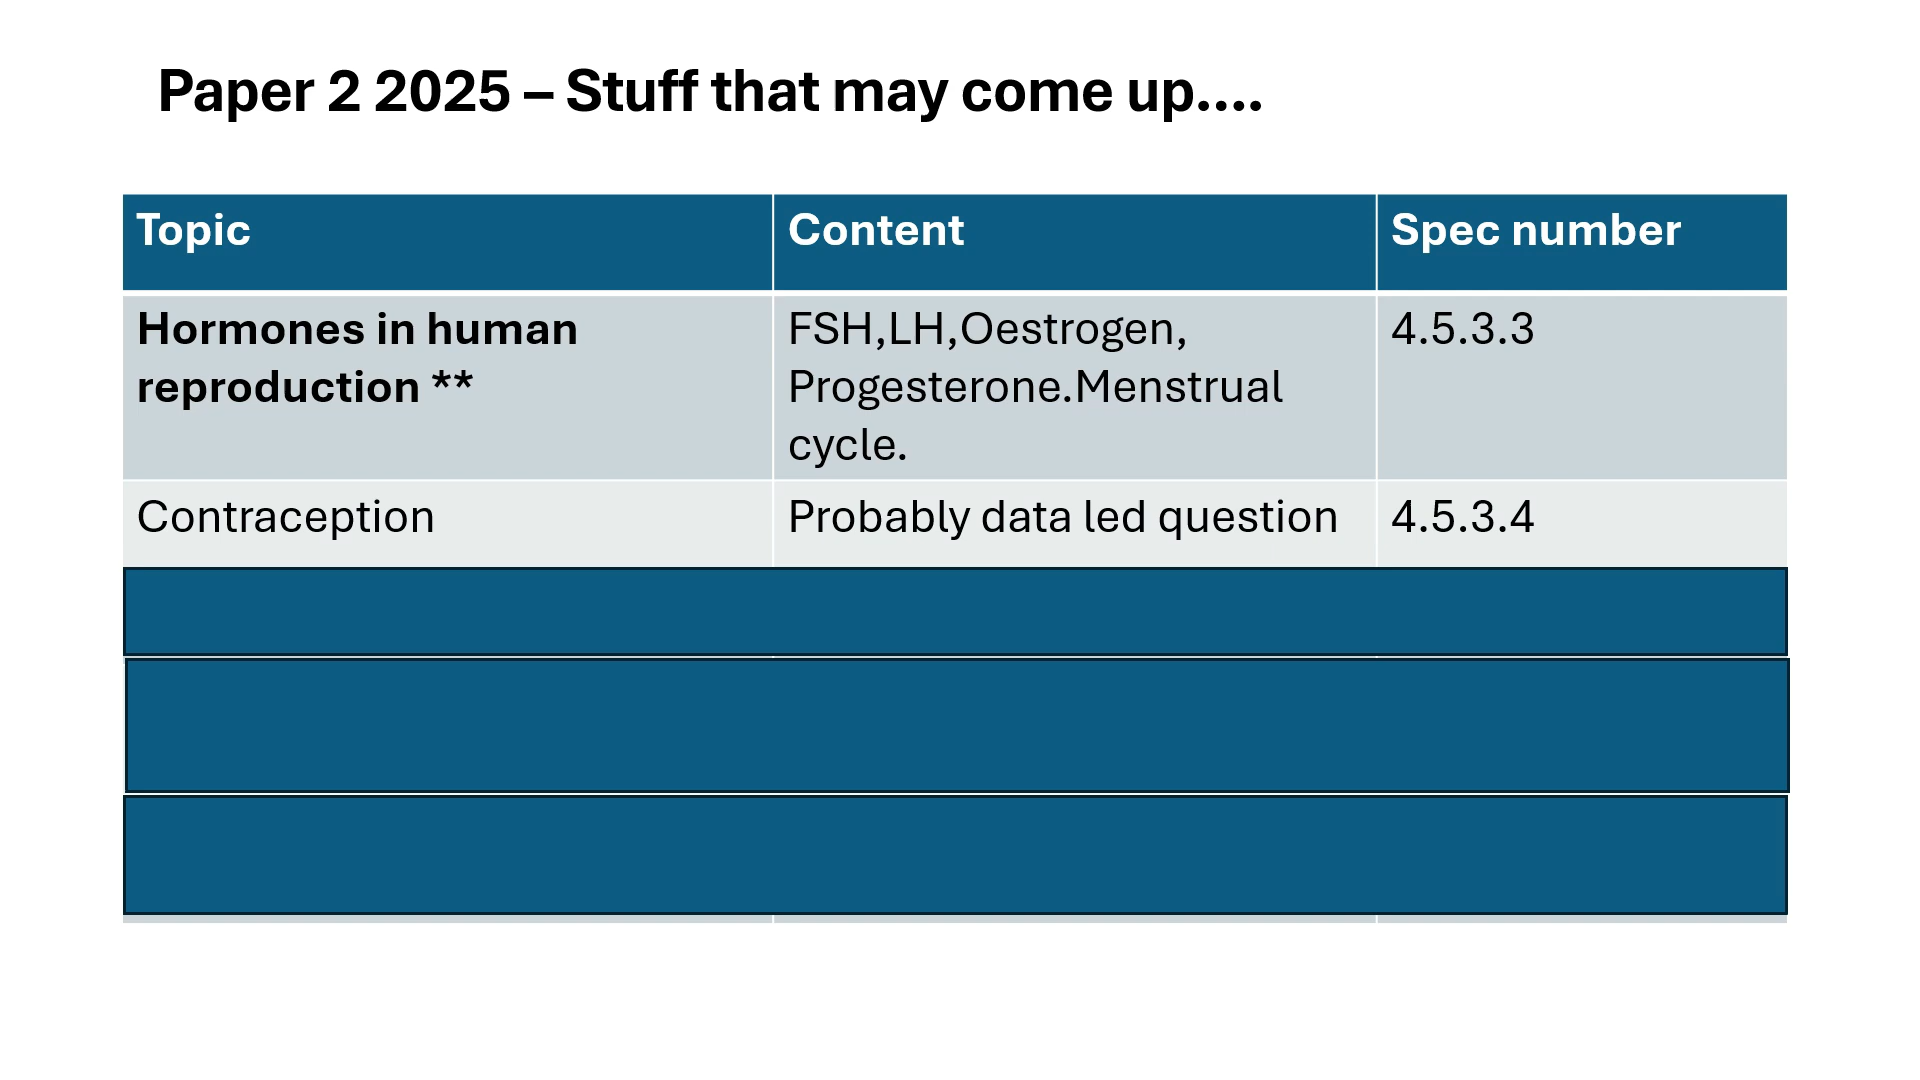 Paper 2 2025 – Stuff that may come up....
Topic
Content
Spec number
Hormones in human
reproduction **
FSH,LH,Oestrogen,
Progesterone.Menstrual
cycle.
4.5.3.3
Contraception
Probably data led question
4.5.3.4